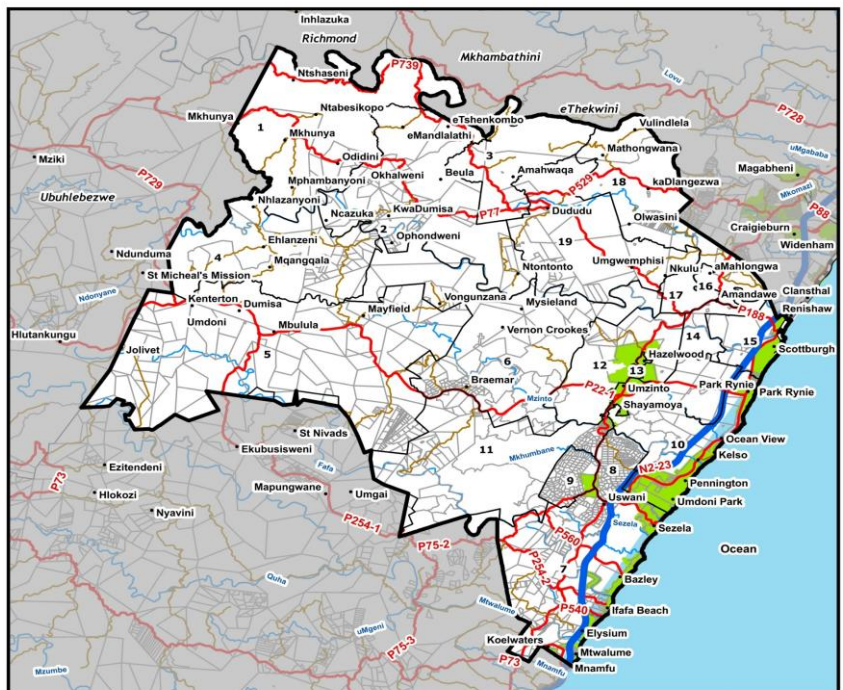 Inhlazuka
Richmond
Mkhambathini
Ntshaseni
P739
Lovu
Mkhunya
Ntabesikopo
eTshenkombo
eThekwini
P728
1
Mkhunya
eMandlalathi
Vulindlela
uMgababa
Mziki
Odidini
3
Mathongwana
P729
Okhalweni
Beula
Amahwaqa
Magabheni
Ubuhlebezwe
Mphambanyoni
P529
18
kaDlangezwa
Mkomazi
Nhlazanyoni
Ncazuka
KwaDumisa
P77
Dududu
P88
2
Olwasini
Craigieburn
Ehlanzeni
Ophondweni
Widenham
Ndunduma
4
19
Mqangqala
Ntontonto
Umgwemphisi
Nkulu
aMahlongwa
St Micheal's Mission
16
Clansthal
Ndonyane
Kenterton
Dumisa
Vongunzana
Mysieland
17
Amandawe
Renishaw
Umdoni
Mayfield
P188
Hlutankungu
Mbulula
Vernon Crookes
14
15
Jolivet
5
6
12
Hazelwood
Scottburgh
13
Braemar
P22-1
Umzinto
Park Rynie
Park Rynie
Mzinto
Shayamoya
St Nivads
Ocean View
Ekubusisweni
11
10
Mkhumbane
Kelso
Ezitendeni
Fafa
8
N2-23
P73
9
Pennington
Hlokozi
Mapungwane
Umgai
Uswani
Umdoni Park
Nyavini
Sezela
Sezela
P254-1
P560
Ocean
P75-2
P254-2
7
Quha
Bazley
Mtwalume
P540
Ifafa Beach
uMgeni
Elysium
Koelwaters
P75-3
Mtwalume
P73
Mnamfu
Mnamfu
Mzumbe